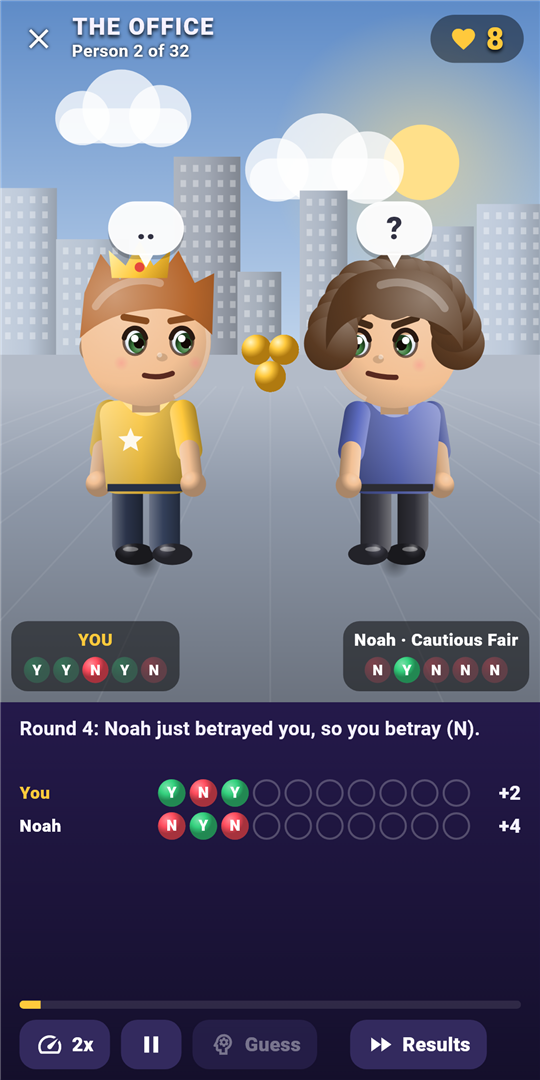 THE OFFICE
Person 2 of 32
8
..
?
YOU
Y Y N Y N
Noah · Cautious Fair
N Y N N N
Round 4: Noah just betrayed you, so you betray (N).
You Y N Y +2
Noah N Y N +4
2x Guess Results